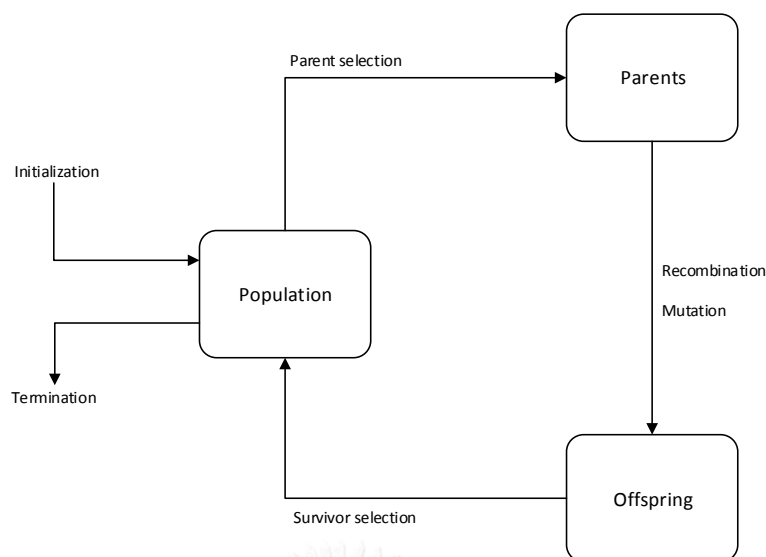 Parent selection
Parents
Initialization
Population
Recombination
Mutation
Termination
Offspring
Survivor selection